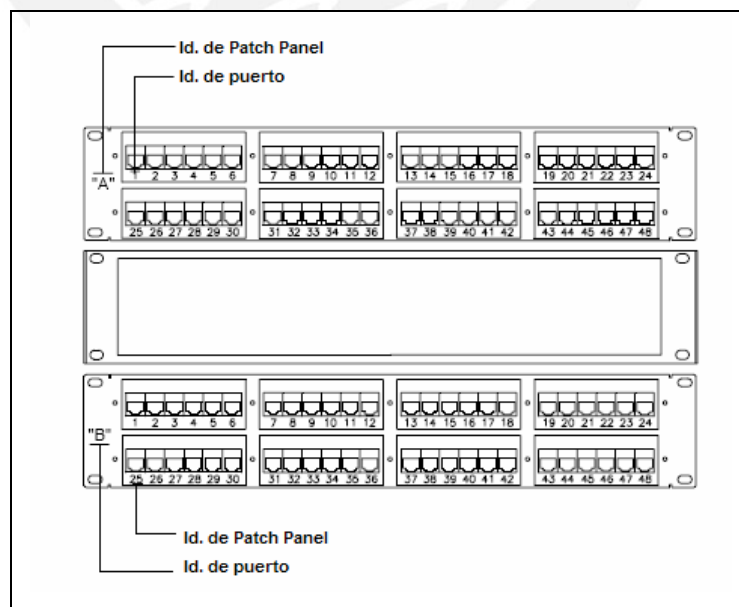 Id. de Patch Panel
Id. de puerto
1 2 3 4 5 6 7 8 9 10 11 12 13 14 15 16 17 18 19 20 21 22 23 24
"A"
25 26 27 28 29 30 31 32 33 34 35 36 37 38 39 40 41 42 43 44 45 46 47 48
1 2 3 4 5 6 7 8 9 10 11 12 13 14 15 16 17 18 19 20 21 22 23 24
"B"
25 26 27 28 29 30 31 32 33 34 35 36 37 38 39 40 41 42 43 44 45 46 47 48
Id. de Patch Panel
Id. de puerto